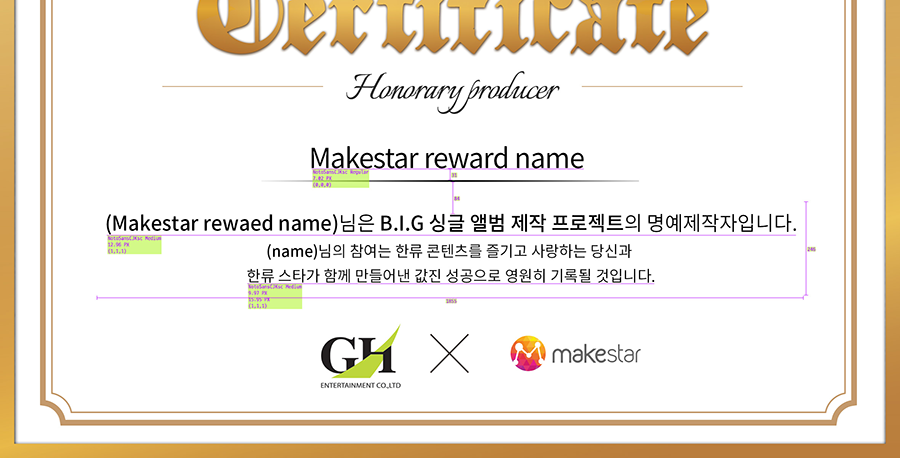 Certificate
Honorary producer
Makestar reward name
NotoSansCJKsc Regular
7.02 PX
(0,0,0)
31
84
(Makestar rewaed name)님은 B.I.G 싱글 앨범 제작 프로젝트의 명예제작자입니다.
NotoSansCJKsc Medium
12.96 PX
(1,1,1)
(name)님의 참여는 한류 콘텐츠를 즐기고 사랑하는 당신과
246
한류 스타가 함께 만들어낸 값진 성공으로 영원히 기록될 것입니다.
NotoSansCJKsc Medium
9.97 PX
15.95 PX
(1,1,1)
1855
GH
ENTERTAINMENT CO.,LTD
makestar